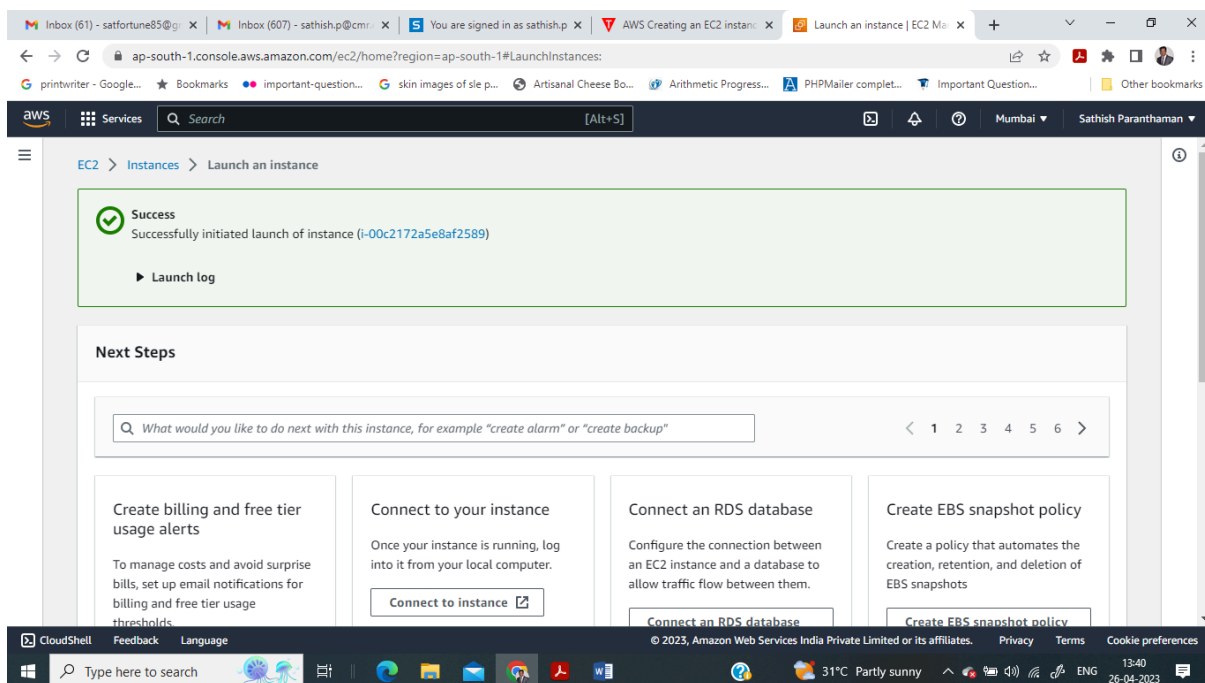 Inbox (61) - satfortune85@g
Inbox (607) - sathish.p@cmr.
You are signed in as sathish.p
AWS Creating an EC2 instanc
Launch an instance | EC2 Ma
ap-south-1.console.aws.amazon.com/ec2/home?region=ap-south-1#LaunchInstances:
printwriter - Google...
Bookmarks
important-question...
skin images of sle p...
Artisanal Cheese Bo...
Arithmetic Progress...
PHPMailer complet...
Important Question...
Other bookmarks
aws
Services
Search
[Alt+S]
Mumbai
Sathish Paranthaman
EC2 > Instances > Launch an instance
Success
Successfully initiated launch of instance (i-00c2172a5e8af2589)
Launch log
Next Steps
What would you like to do next with this instance, for example “create alarm” or “create backup”
< 1 2 3 4 5 6 >
Create billing and free tier
usage alerts
To manage costs and avoid surprise
bills, set up email notifications for
billing and free tier usage
thresholds.
Connect to your instance
Once your instance is running, log
into it from your local computer.
Connect to instance
Connect an RDS database
Configure the connection between
an EC2 instance and a database to
allow traffic flow between them.
Connect an RDS database
Create EBS snapshot policy
Create a policy that automates the
creation, retention, and deletion of
EBS snapshots
Create EBS snapshot policy
CloudShell
Feedback
Language
© 2023, Amazon Web Services India Private Limited or its affiliates.
Privacy
Terms
Cookie preferences
Type here to search
31°C Partly sunny
ENG
13:40
26-04-2023